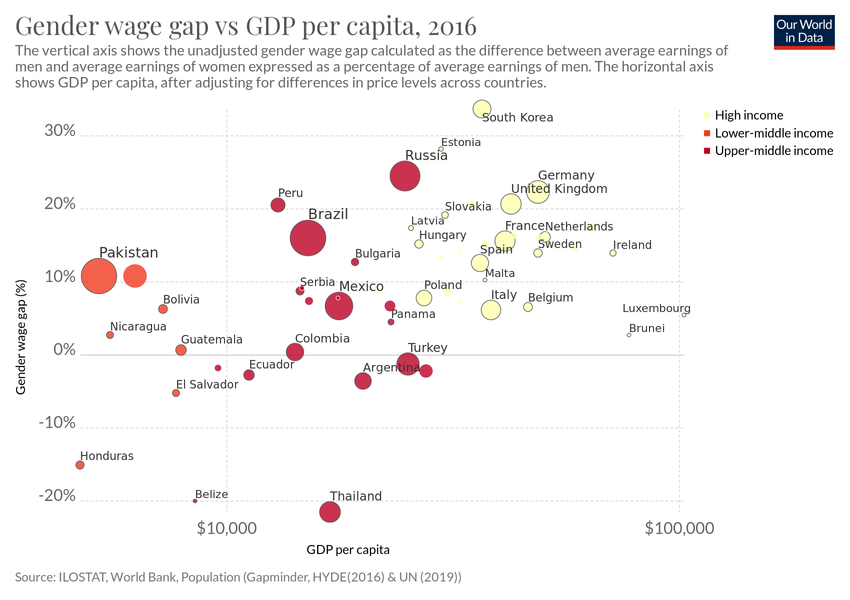 Gender wage gap vs GDP per capita, 2016
Our World
in Data
The vertical axis shows the unadjusted gender wage gap calculated as the difference between average earnings of
men and average earnings of women expressed as a percentage of average earnings of men. The horizontal axis
shows GDP per capita, after adjusting for differences in price levels across countries.
High income
Lower-middle income
Upper-middle income
South Korea
30%
Estonia
Russia
Germany
United Kingdom
Peru
20%
Slovakia
Brazil
Latvia
France
Netherlands
Hungary
Sweden
Ireland
Spain
Pakistan
Bulgaria
Malta
10%
Serbia
Mexico
Poland
Italy
Belgium
Bolivia
Luxembourg
Panama
Nicaragua
Brunei
Guatemala
Colombia
0%
Turkey
Ecuador
Argentina
El Salvador
-10%
Honduras
-20%
Belize
Thailand
Gender wage gap (%)
$10,000
$100,000
GDP per capita
Source: ILOSTAT, World Bank, Population (Gapminder, HYDE(2016) & UN (2019))